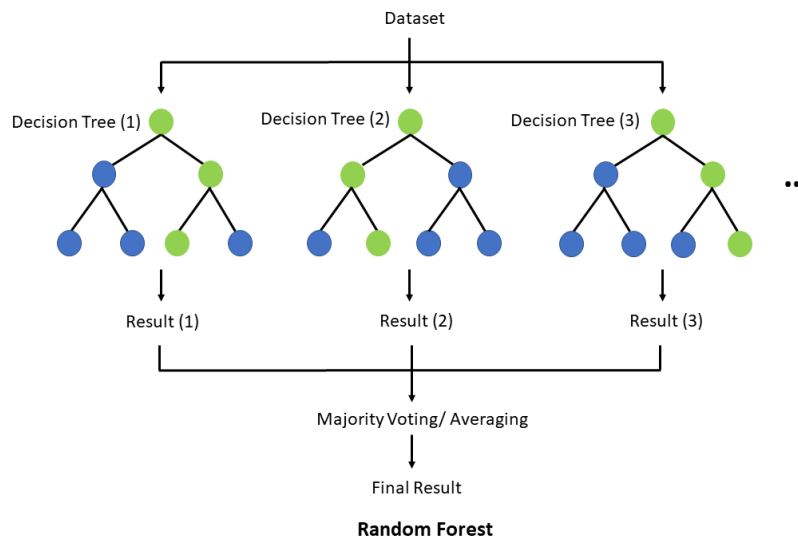 Dataset
Decision Tree (1)
Decision Tree (2)
Decision Tree (3)
..
Result (1)
Result (2)
Result (3)
Majority Voting/ Averaging
Final Result
Random Forest